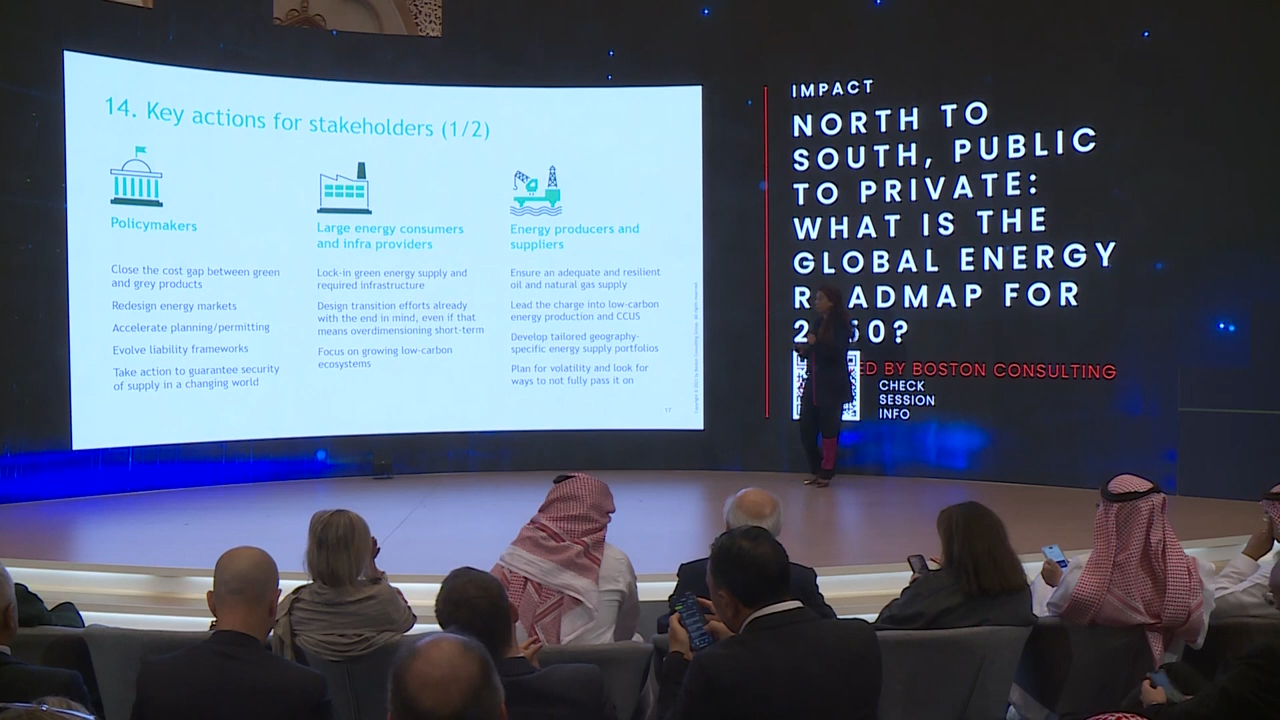 14. Key actions for stakeholders (1/2)
Policymakers
Close the cost gap between green
and grey products
Redesign energy markets
Accelerate planning/permitting
Evolve liability frameworks
Take action to guarantee security
of supply in a changing world
Large energy consumers
and infra providers
Lock-in green energy supply and
required infrastructure
Design transition efforts already
with the end in mind, even if that
means overdimensioning short-term
Focus on growing low-carbon
ecosystems
Energy producers and
suppliers
Ensure an adequate and resilient
oil and natural gas supply
Lead the charge into low-carbon
energy production and CCUS
Develop tailored geography-
specific energy supply portfolios
Plan for volatility and look for
ways to not fully pass it on
17
IMPACT
NORTH TO
SOUTH, PUBLIC
TO PRIVATE:
WHAT IS THE
GLOBAL ENERGY
ROADMAP FOR
2050?
ED BY BOSTON CONSULTING
CHECK
SESSION
INFO